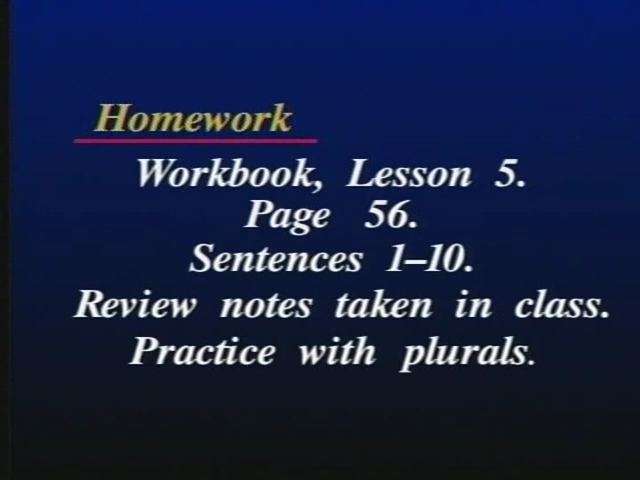 Homework
Workbook, Lesson 5.
Page 56.
Sentences 1–10.
Review notes taken in class.
Practice with plurals.